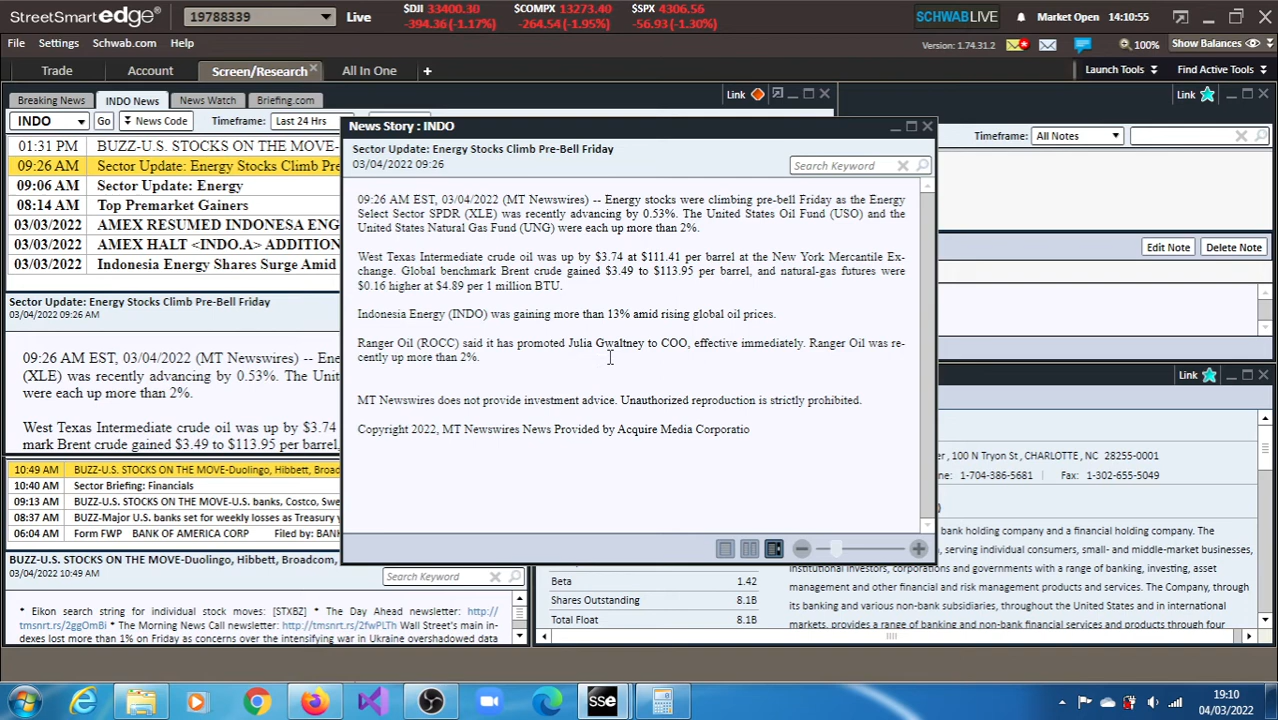 StreetSmart edge®
19788339
Live
$DJI 33400.30 $COMPX 13273.40 $SPX 4306.56
-394.36 (-1.17%) -264.54 (-1.95%) -56.93 (-1.30%)
SCHWABLIVE
Market Open 14:10:55
File Settings Schwab.com Help
Version: 1.74.31.2
100%
Show Balances
Trade Account Screen/Research All In One +
Launch Tools Find Active Tools
Breaking News INDO News News Watch Briefing.com
Link
Link
INDO Go News Code Timeframe: Last 24 Hrs
Timeframe: All Notes
01:31 PM BUZZ-U.S. STOCKS ON THE MOVE-
09:26 AM Sector Update: Energy Stocks Climb Pre-Bell F
09:06 AM Sector Update: Energy
08:14 AM Top Premarket Gainers
03/03/2022 AMEX RESUMED INDONESA ENG
03/03/2022 AMEX HALT <INDO.A> ADDITION
03/03/2022 Indonesia Energy Shares Surge Amid
Edit Note Delete Note
Sector Update: Energy Stocks Climb Pre-Bell Friday
03/04/2022 09:26 AM
09:26 AM EST, 03/04/2022 (MT Newswires) -- Ene
(XLE) was recently advancing by 0.53%. The Unit
were each up more than 2%.
West Texas Intermediate crude oil was up by $3.74
mark Brent crude gained $3.49 to $113.95 per barrel,
News Story : INDO
Sector Update: Energy Stocks Climb Pre-Bell Friday
03/04/2022 09:26
Search Keyword
09:26 AM EST, 03/04/2022 (MT Newswires) -- Energy stocks were climbing pre-bell Friday as the Energy
Select Sector SPDR (XLE) was recently advancing by 0.53%. The United States Oil Fund (USO) and the
United States Natural Gas Fund (UNG) were each up more than 2%.
West Texas Intermediate crude oil was up by $3.74 at $111.41 per barrel at the New York Mercantile Ex-
change. Global benchmark Brent crude gained $3.49 to $113.95 per barrel, and natural-gas futures were
$0.16 higher at $4.89 per 1 million BTU.
Indonesia Energy (INDO) was gaining more than 13% amid rising global oil prices.
Ranger Oil (ROCC) said it has promoted Julia Gwaltney to COO, effective immediately. Ranger Oil was re-
cently up more than 2%.
MT Newswires does not provide investment advice. Unauthorized reproduction is strictly prohibited.
Copyright 2022, MT Newswires News Provided by Acquire Media Corporatio
Link
10:49 AM BUZZ-U.S. STOCKS ON THE MOVE-Duolingo, Hibbett, Broadcom
10:40 AM Sector Briefing: Financials
09:13 AM BUZZ-U.S. STOCKS ON THE MOVE-U.S. banks, Costco, Swe
08:37 AM BUZZ-Major U.S. banks set for weekly losses as Treasury y
06:04 AM Form FWP BANK OF AMERICA CORP Filed by: BANK
BUZZ-U.S. STOCKS ON THE MOVE-Duolingo, Hibbett, Broadcom,
03/04/2022 10:49 AM
Search Keyword
* Eikon search string for individual stock moves: [STXBZ] * The Day Ahead newsletter: http://
tmsnrt.rs/2ggOmBi * The Morning News Call newsletter: http://tmsnrt.rs/2fwPLTh Wall Street's main in-
dexes lost more than 1% on Friday as concerns over the intensifying war in Ukraine overshadowed data
er, 100 N Tryon St , CHARLOTTE, NC 28255-0001
ne: 1-704-386-5681 Fax: 1-302-655-5049
bank holding company and a financial holding company. The
, serving individual consumers, small- and middle-market businesses,
institutional investors, corporations and governments with a range of banking, investing, asset
management and other financial and risk management products and services. The Company, through
its banking and various non-bank subsidiaries, throughout the United States and in international
markets, provides a range of banking and non-bank financial services and products through four
Beta 1.42
Shares Outstanding 8.1B
Total Float 8.1B
sse
19:10
04/03/2022